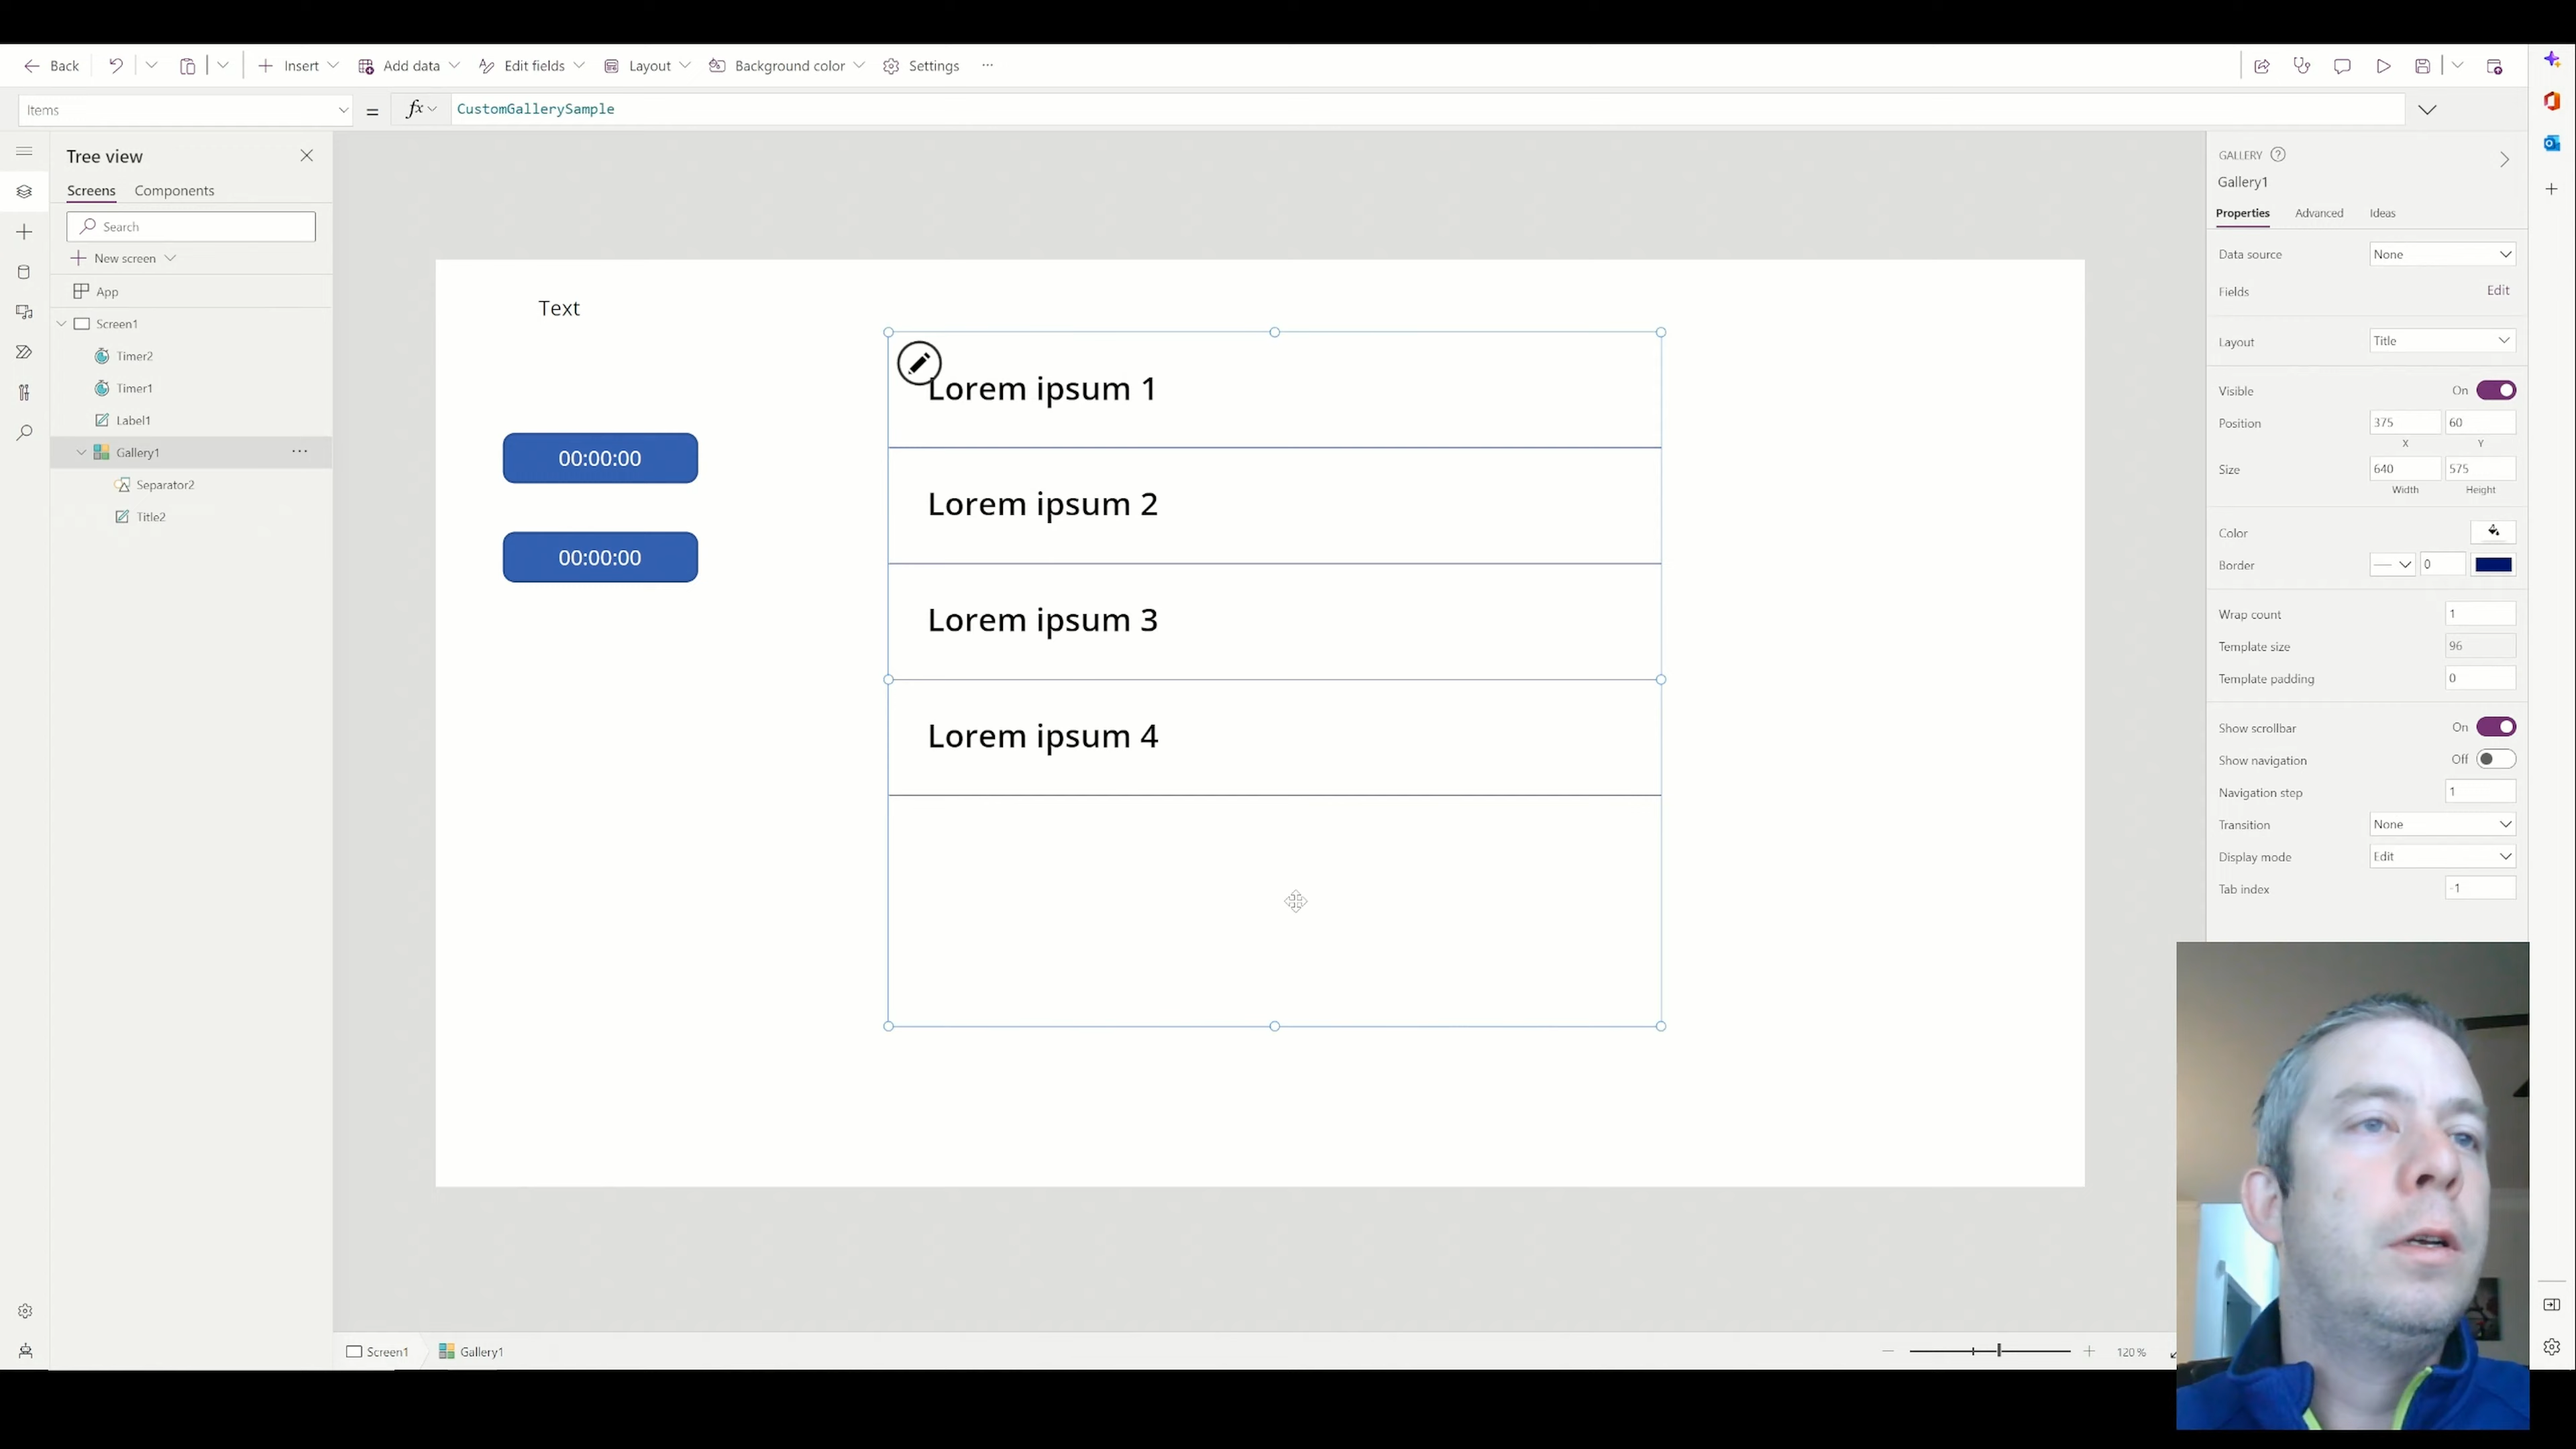 Back
Insert
Add data
Edit fields
Layout
Background color
Settings
Items
=
fx
CustomGallerySample
Tree view
Screens
Components
Search
New screen
App
Screen1
Timer2
Timer1
Label1
Gallery1
Separator2
Title2
Text
00:00:00
00:00:00
Lorem ipsum 1
Lorem ipsum 2
Lorem ipsum 3
Lorem ipsum 4
GALLERY
Gallery1
Properties
Advanced
Ideas
Data source
None
Fields
Edit
Layout
Title
Visible
On
Position
375
60
X
Y
Size
640
575
Width
Height
Color
Border
0
Wrap count
1
Template size
96
Template padding
0
Show scrollbar
On
Show navigation
Off
Navigation step
1
Transition
None
Display mode
Edit
Tab index
-1
Screen1
Gallery1
120 %